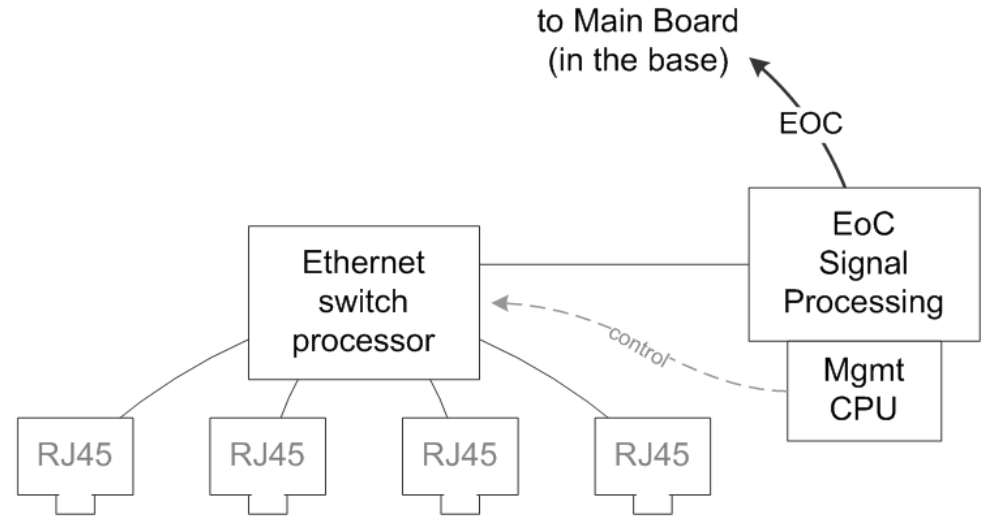 to Main Board
(in the base)
EOC
EoC
Signal
Processing
Ethernet
switch
processor
control
Mgmt
CPU
RJ45
RJ45
RJ45
RJ45